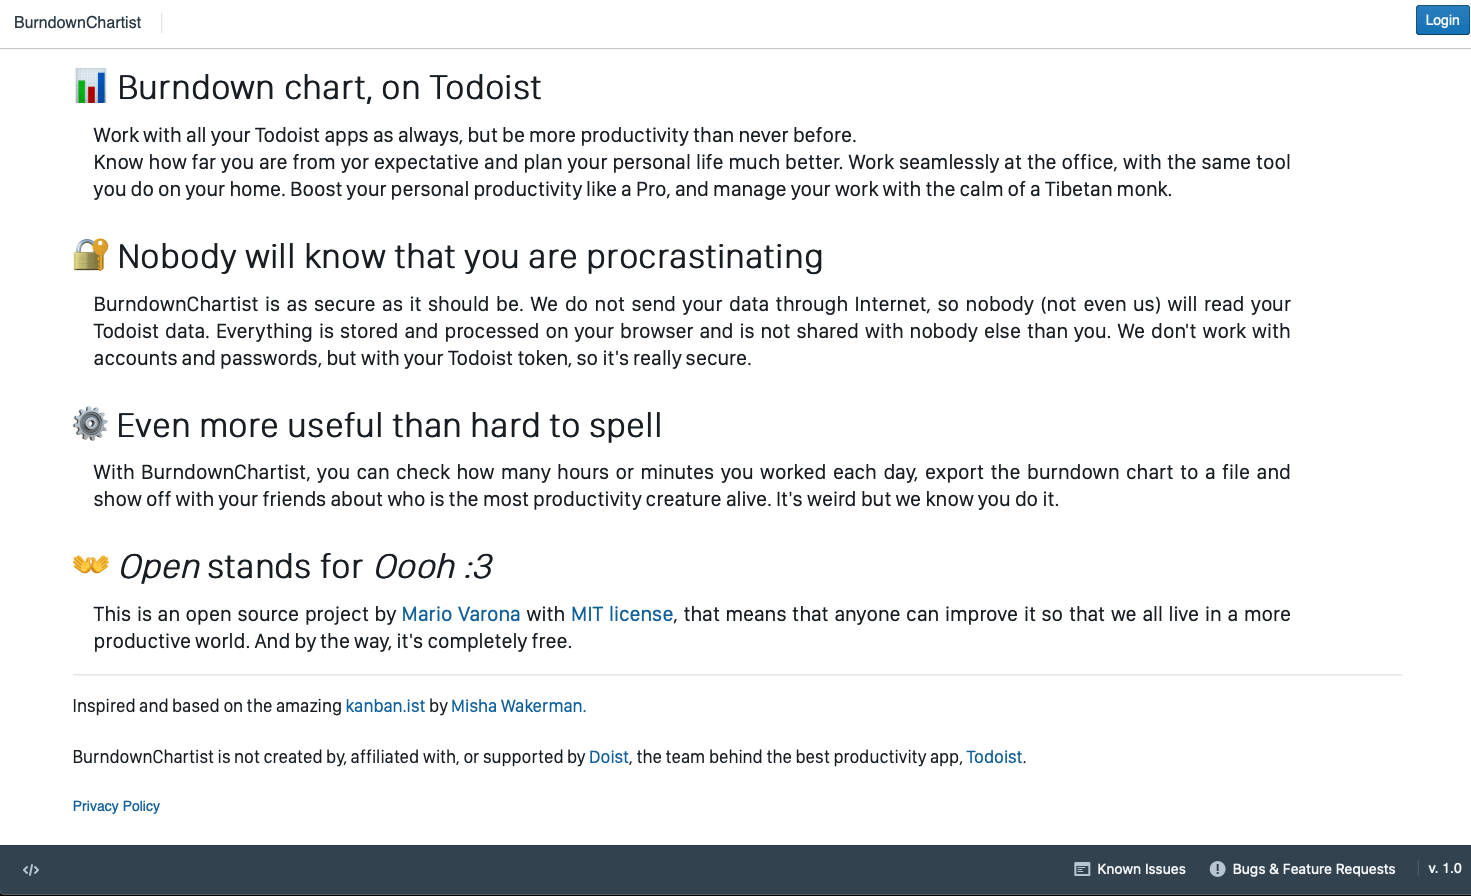 BurndownChartist
Login
Burndown chart, on Todoist
Work with all your Todoist apps as always, but be more productivity than never before.
Know how far you are from yor expectative and plan your personal life much better. Work seamlessly at the office, with the same tool
you do on your home. Boost your personal productivity like a Pro, and manage your work with the calm of a Tibetan monk.
Nobody will know that you are procrastinating
BurndownChartist is as secure as it should be. We do not send your data through Internet, so nobody (not even us) will read your
Todoist data. Everything is stored and processed on your browser and is not shared with nobody else than you. We don't work with
accounts and passwords, but with your Todoist token, so it's really secure.
Even more useful than hard to spell
With BurndownChartist, you can check how many hours or minutes you worked each day, export the burndown chart to a file and
show off with your friends about who is the most productivity creature alive. It's weird but we know you do it.
Open stands for Oooh :3
This is an open source project by Mario Varona with MIT license, that means that anyone can improve it so that we all live in a more
productive world. And by the way, it's completely free.
Inspired and based on the amazing kanban.ist by Misha Wakerman.
BurndownChartist is not created by, affiliated with, or supported by Doist, the team behind the best productivity app, Todoist.
Privacy Policy
</> Known Issues Bugs & Feature Requests v. 1.0